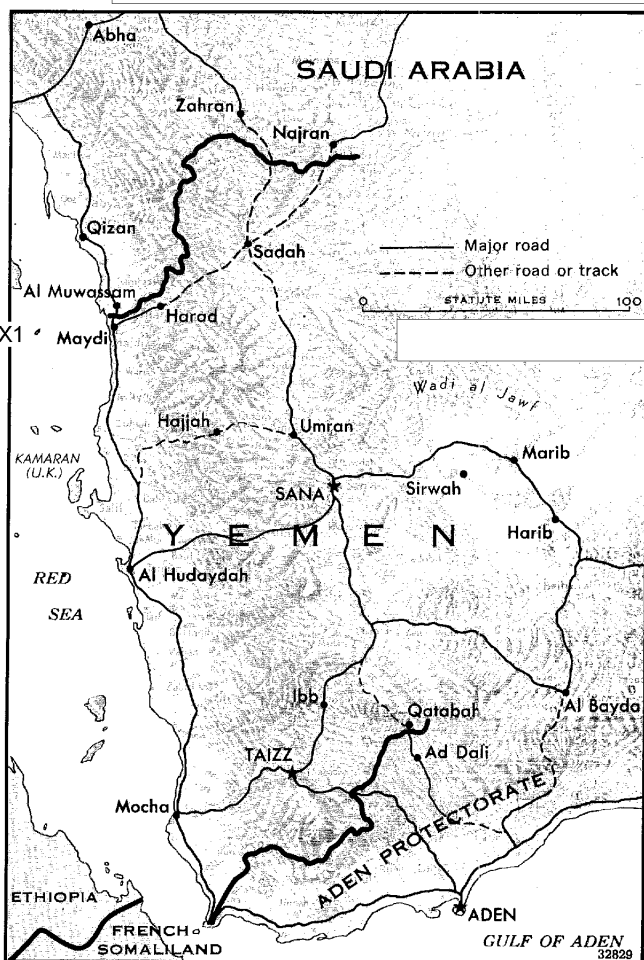 Abha
SAUDI ARABIA
Zahran
Najran
Qizan
Sadah
Major road
Other road or track
Al Muwassam
0 STATUTE MILES 100
Harad
X1
Maydi
Wadi al Jawf
Hajjah
Umran
Marib
KAMARAN
(U.K.)
SANA
Sirwah
YEMEN
Harib
Al Hudaydah
RED
SEA
Ibb
Qatabah
Al Bayda
TAIZZ
Ad Dali
Mocha
ADEN PROTECTORATE
ETHIOPIA
FRENCH
SOMALILAND
ADEN
GULF OF ADEN
32829